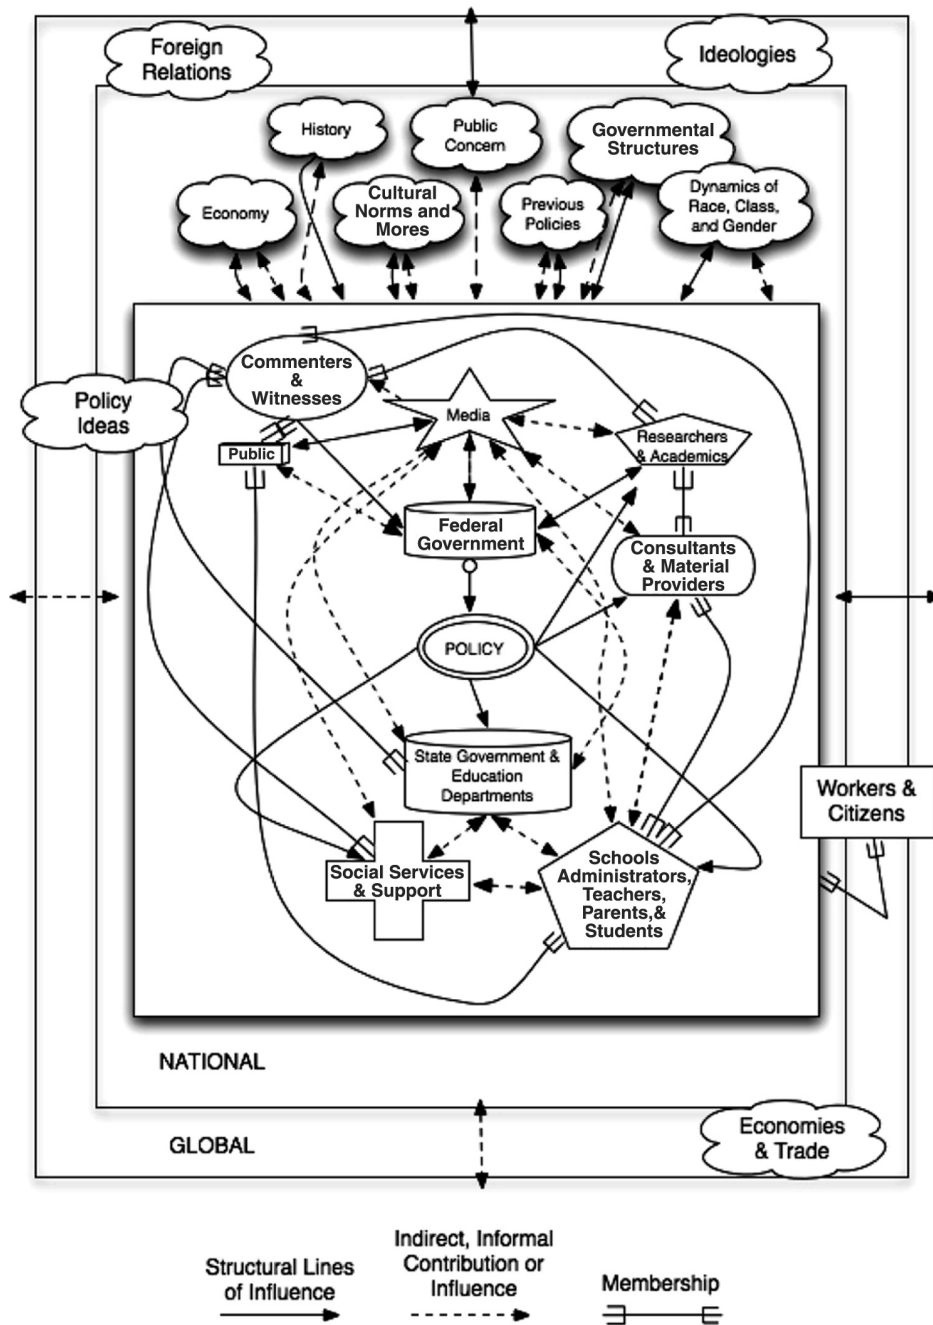 Foreign
Relations
Ideologies
History
Public
Concern
Governmental
Structures
Economy
Cultural
Norms and
Mores
Previous
Policies
Dynamics of
Race, Class,
and Gender
Commenters
&
Witnesses
Policy
Ideas
Media
Public
Researchers
& Academics
Federal
Government
Consultants
& Material
Providers
POLICY
State Government &
Education
Departments
Workers &
Citizens
Social Services
& Support
Schools
Administrators,
Teachers,
Parents,&
Students
NATIONAL
GLOBAL
Economies
& Trade
Structural Lines
of Influence
Indirect, Informal
Contribution or
Influence
Membership